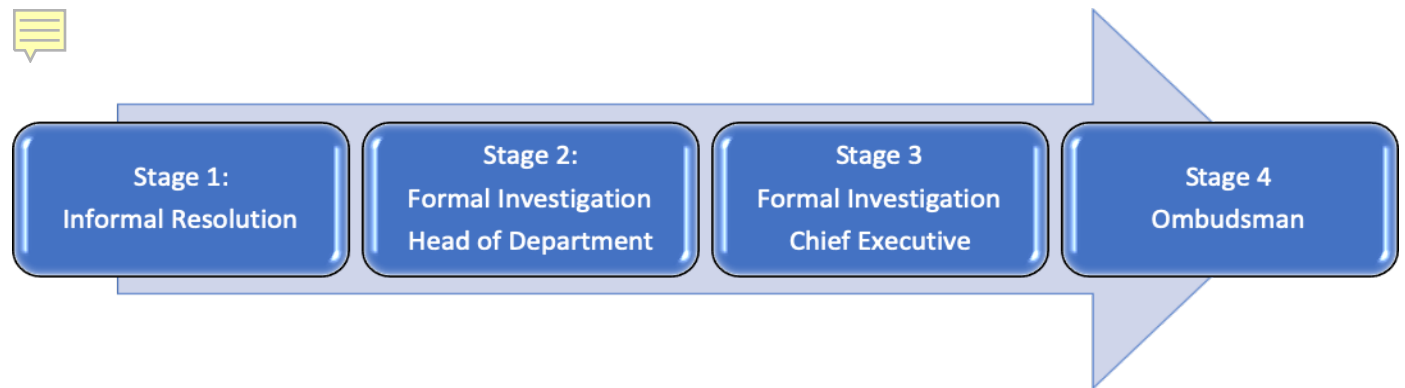 Stage 1:
Informal Resolution
Stage 2:
Formal Investigation
Head of Department
Stage 3
Formal Investigation
Chief Executive
Stage 4
Ombudsman